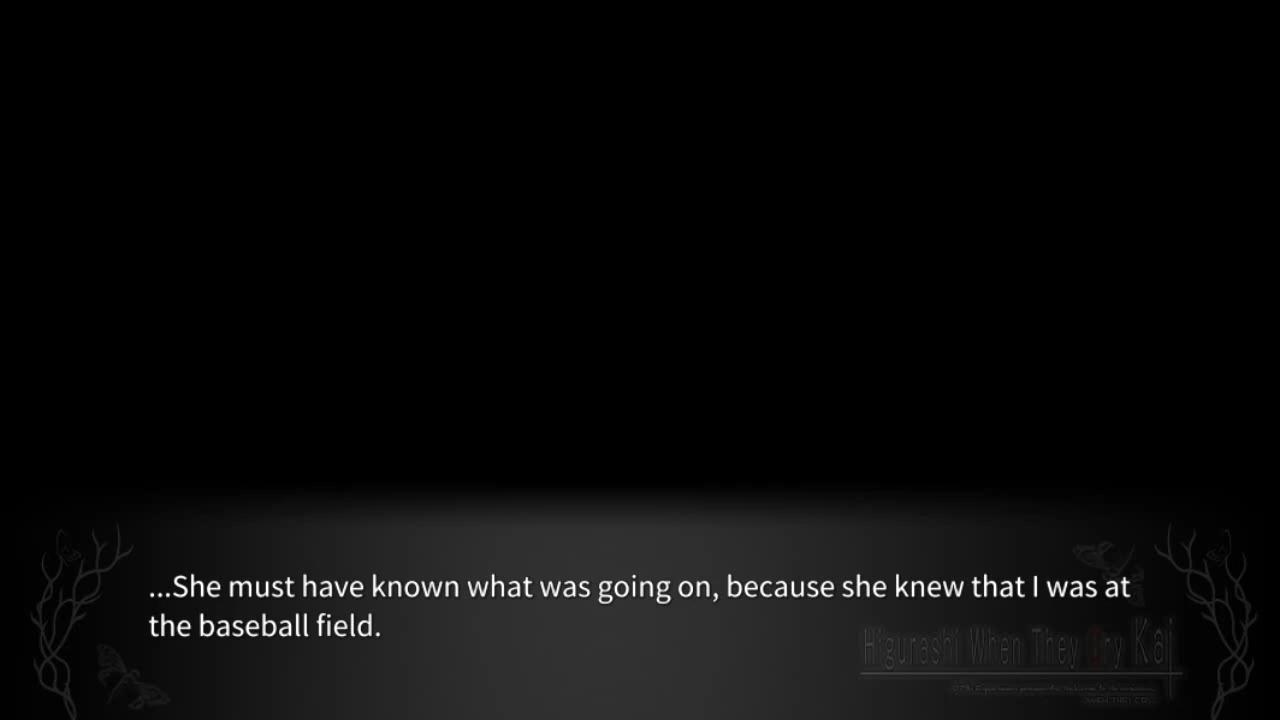 ...She must have known what was going on, because she knew that I was at
the baseball field.
Higurashi When They Cry Kai